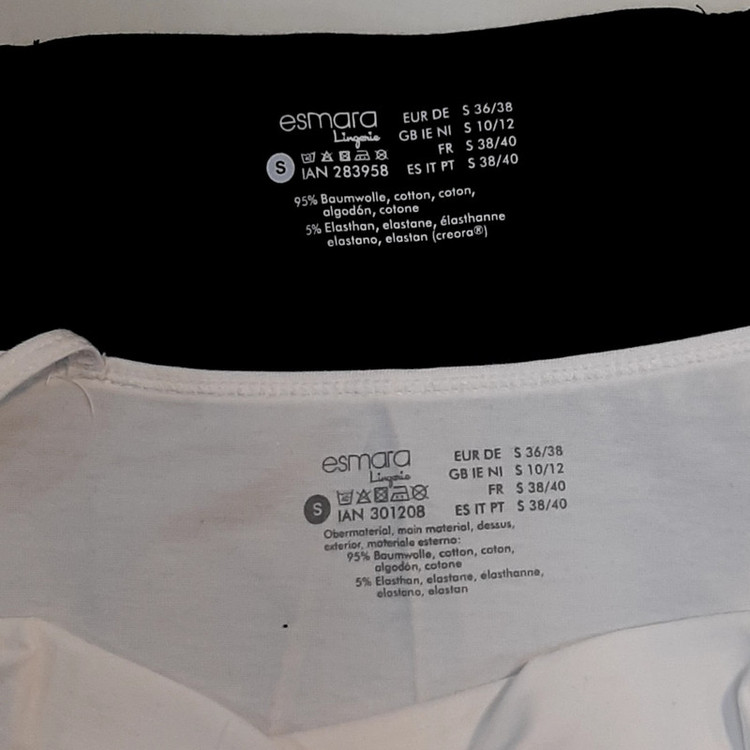 esmara
Lingerie
S
IAN 283958
EUR DE S 36/38
GB IE NI S 10/12
FR S 38/40
ES IT PT S 38/40
95% Baumwolle, cotton, coton,
algodón, cotone
5% Elasthan, elastane, élasthanne
elastano, elastan (creora®)
esmara
Lingerie
S
IAN 301208
EUR DE S 36/38
GB IE NI S 10/12
FR S 38/40
ES IT PT S 38/40
Obermaterial, main material, dessus,
exterior, materiale esterno:
95% Baumwolle, cotton, coton,
algodón, cotone
5% Elasthan, elastane, élasthanne,
elastano, elastan